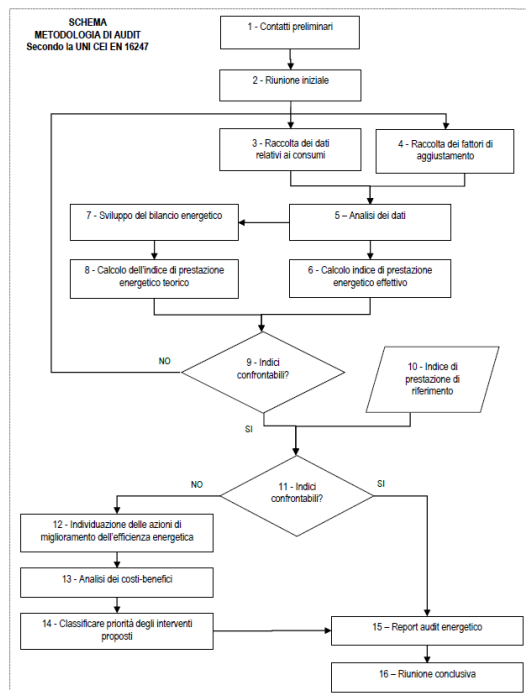 SCHEMA
METODOLOGIA DI AUDIT
Secondo la UNI CEI EN 16247
1 - Contatti preliminari
2 - Riunione iniziale
3 - Raccolta dei dati
relativi ai consumi
4 - Raccolta dei fattori di
aggiustamento
7 - Sviluppo del bilancio energetico
5 – Analisi dei dati
8 - Calcolo dell'indice di prestazione
energetico teorico
6 - Calcolo indice di prestazione
energetico effettivo
NO
9 - Indici
confrontabili?
10 - Indice di
prestazione di
riferimento
SI
NO
11 - Indici
confrontabili?
SI
12 - Individuazione delle azioni di
miglioramento dell'efficienza energetica
13 - Analisi dei costi-benefici
14 - Classificare priorità degli interventi
proposti
15 – Report audit energetico
16 – Riunione conclusiva